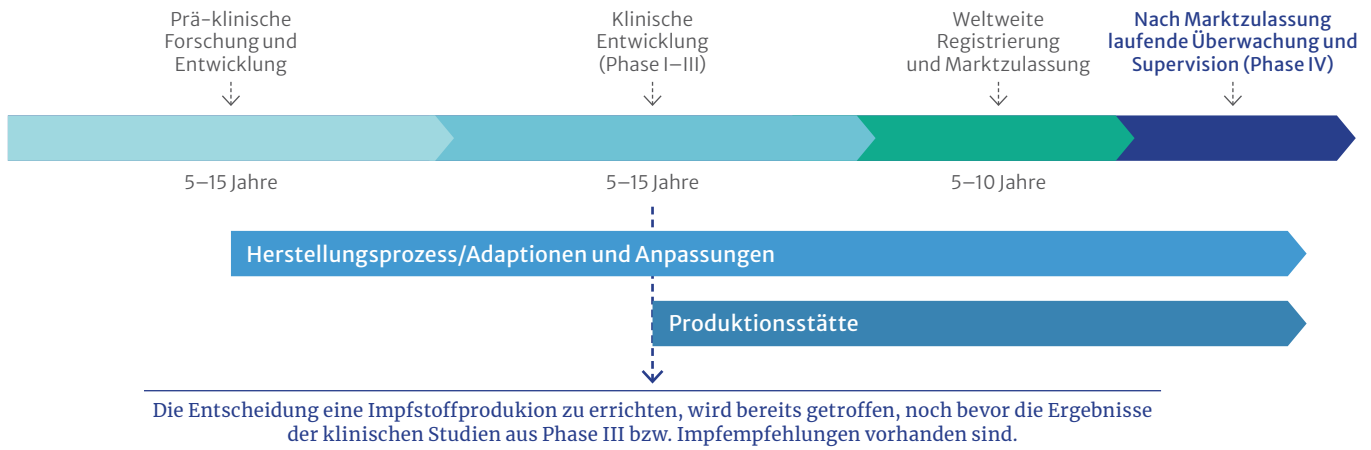 Prä-klinische
Forschung und
Entwicklung
Klinische
Entwicklung
(Phase I–III)
Weltweite
Registrierung
und Marktzulassung
Nach Marktzulassung
laufende Überwachung und
Supervision (Phase IV)
5–15 Jahre
5–15 Jahre
5–10 Jahre
Herstellungsprozess/Adaptionen und Anpassungen
Produktionsstätte
Die Entscheidung eine Impfstoffprodukion zu errichten, wird bereits getroffen, noch bevor die Ergebnisse
der klinischen Studien aus Phase III bzw. Impfempfehlungen vorhanden sind.